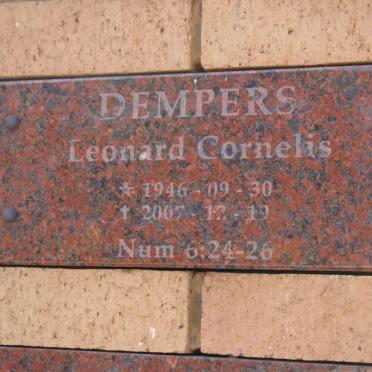 DEMPERS
Leonard Cornelis
* 1946 - 09 - 30
† 2007 - 12 - 19
Num 6:24-26